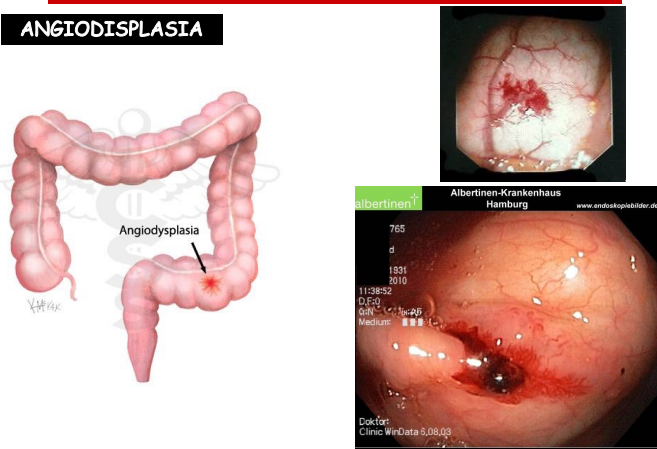 ANGIODISPLASIA
Angiodysplasia
albertinen
Albertinen-Krankenhaus
Hamburg
www.endoskopiebilder.de
765
d
1931
2010
11:38:52
D.F:0
G:N
Medium:
Doktor:
Clinic WinData 6,08,03